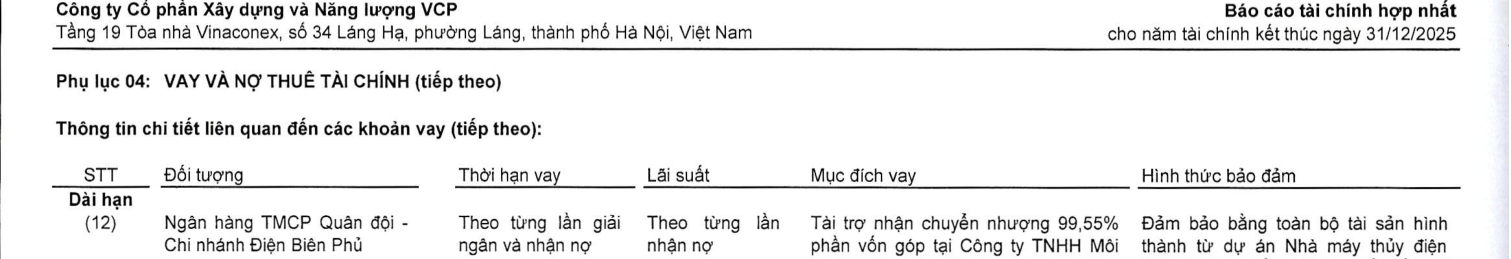 Công ty Cổ phần Xây dựng và Năng lượng VCP
Báo cáo tài chính hợp nhất
Tầng 19 Tòa nhà Vinaconex, số 34 Láng Hạ, phường Láng, thành phố Hà Nội, Việt Nam
cho năm tài chính kết thúc ngày 31/12/2025
Phụ lục 04: VAY VÀ NỢ THUÊ TÀI CHÍNH (tiếp theo)
Thông tin chi tiết liên quan đến các khoản vay (tiếp theo):
STT Đối tượng Thời hạn vay Lãi suất Mục đích vay Hình thức bảo đảm
Dài hạn
(12) Ngân hàng TMCP Quân đội - Theo từng lần giải Theo từng lần Tài trợ nhận chuyển nhượng 99,55% Đảm bảo bằng toàn bộ tài sản hình
Chi nhánh Điện Biên Phủ ngân và nhận nợ nhận nợ phần vốn góp tại Công ty TNHH Môi thành từ dự án Nhà máy thủy điện